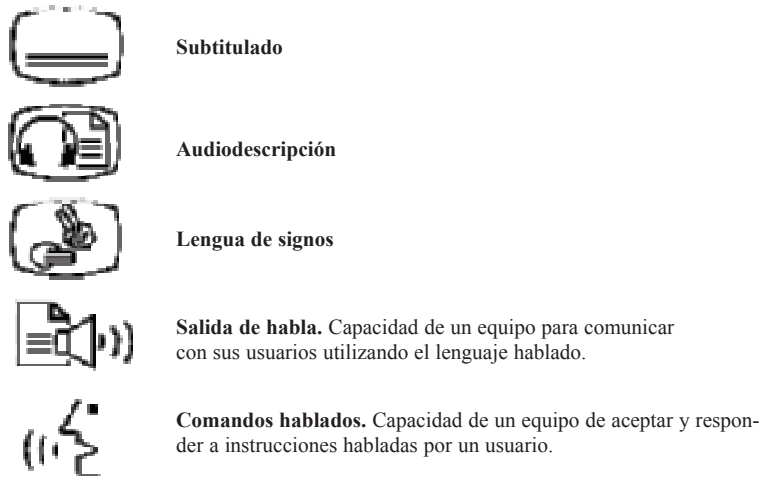 Subtitulado
Audiodescripción
Lengua de signos
Salida de habla. Capacidad de un equipo para comunicar
con sus usuarios utilizando el lenguaje hablado.
Comandos hablados. Capacidad de un equipo de aceptar y respon-
der a instrucciones habladas por un usuario.